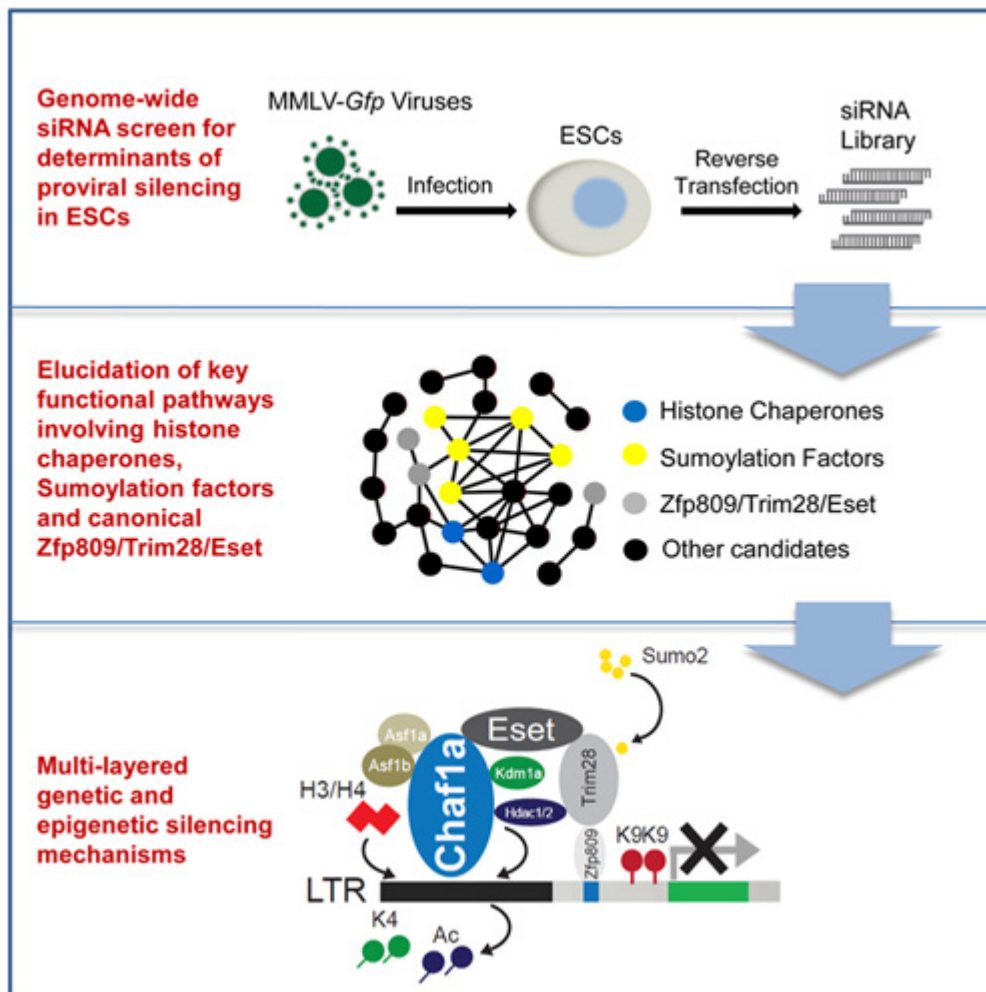 Genome-wide
siRNA screen for
determinants of
proviral silencing
in ESCs
MMLV-Gfp Viruses
Infection
ESCs
Reverse
Transfection
siRNA
Library
Elucidation of key
functional pathways
involving histone
chaperones,
Sumoylation factors
and canonical
Zfp809/Trim28/Eset
Histone Chaperones
Sumoylation Factors
Zfp809/Trim28/Eset
Other candidates
Multi-layered
genetic and
epigenetic silencing
mechanisms
Sumo2
Asf1a
Asf1b
Eset
Chaf1a
Kdm1a
Hdac1/2
Trim28
Zfp809
H3/H4
K9K9
LTR
K4
Ac